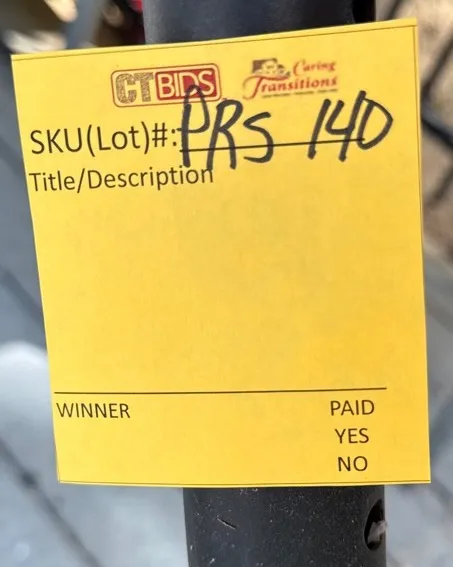 CTBIDS Caring Transitions
SKU(Lot)#: PRS 140
Title/Description
WINNER PAID
YES
NO